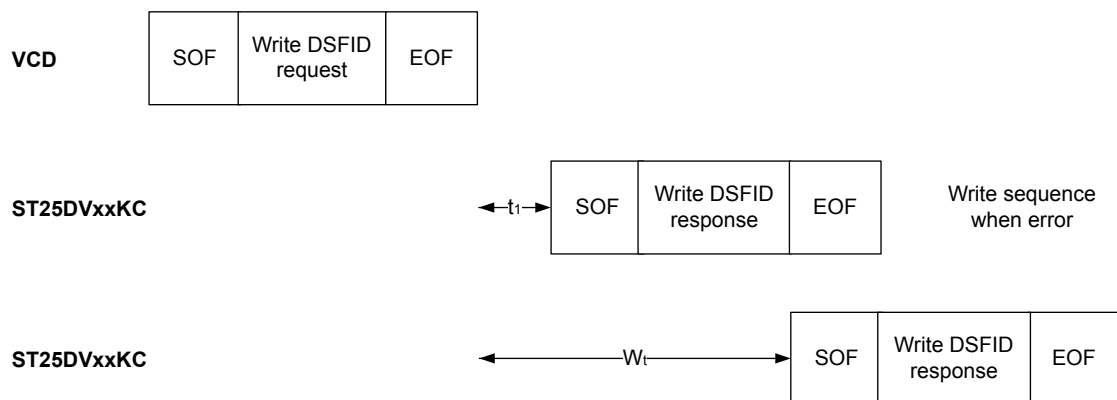 VCD
SOF
Write DSFID
request
EOF
ST25DVxxKC
t1
SOF
Write DSFID
response
EOF
Write sequence
when error
ST25DVxxKC
Wt
SOF
Write DSFID
response
EOF